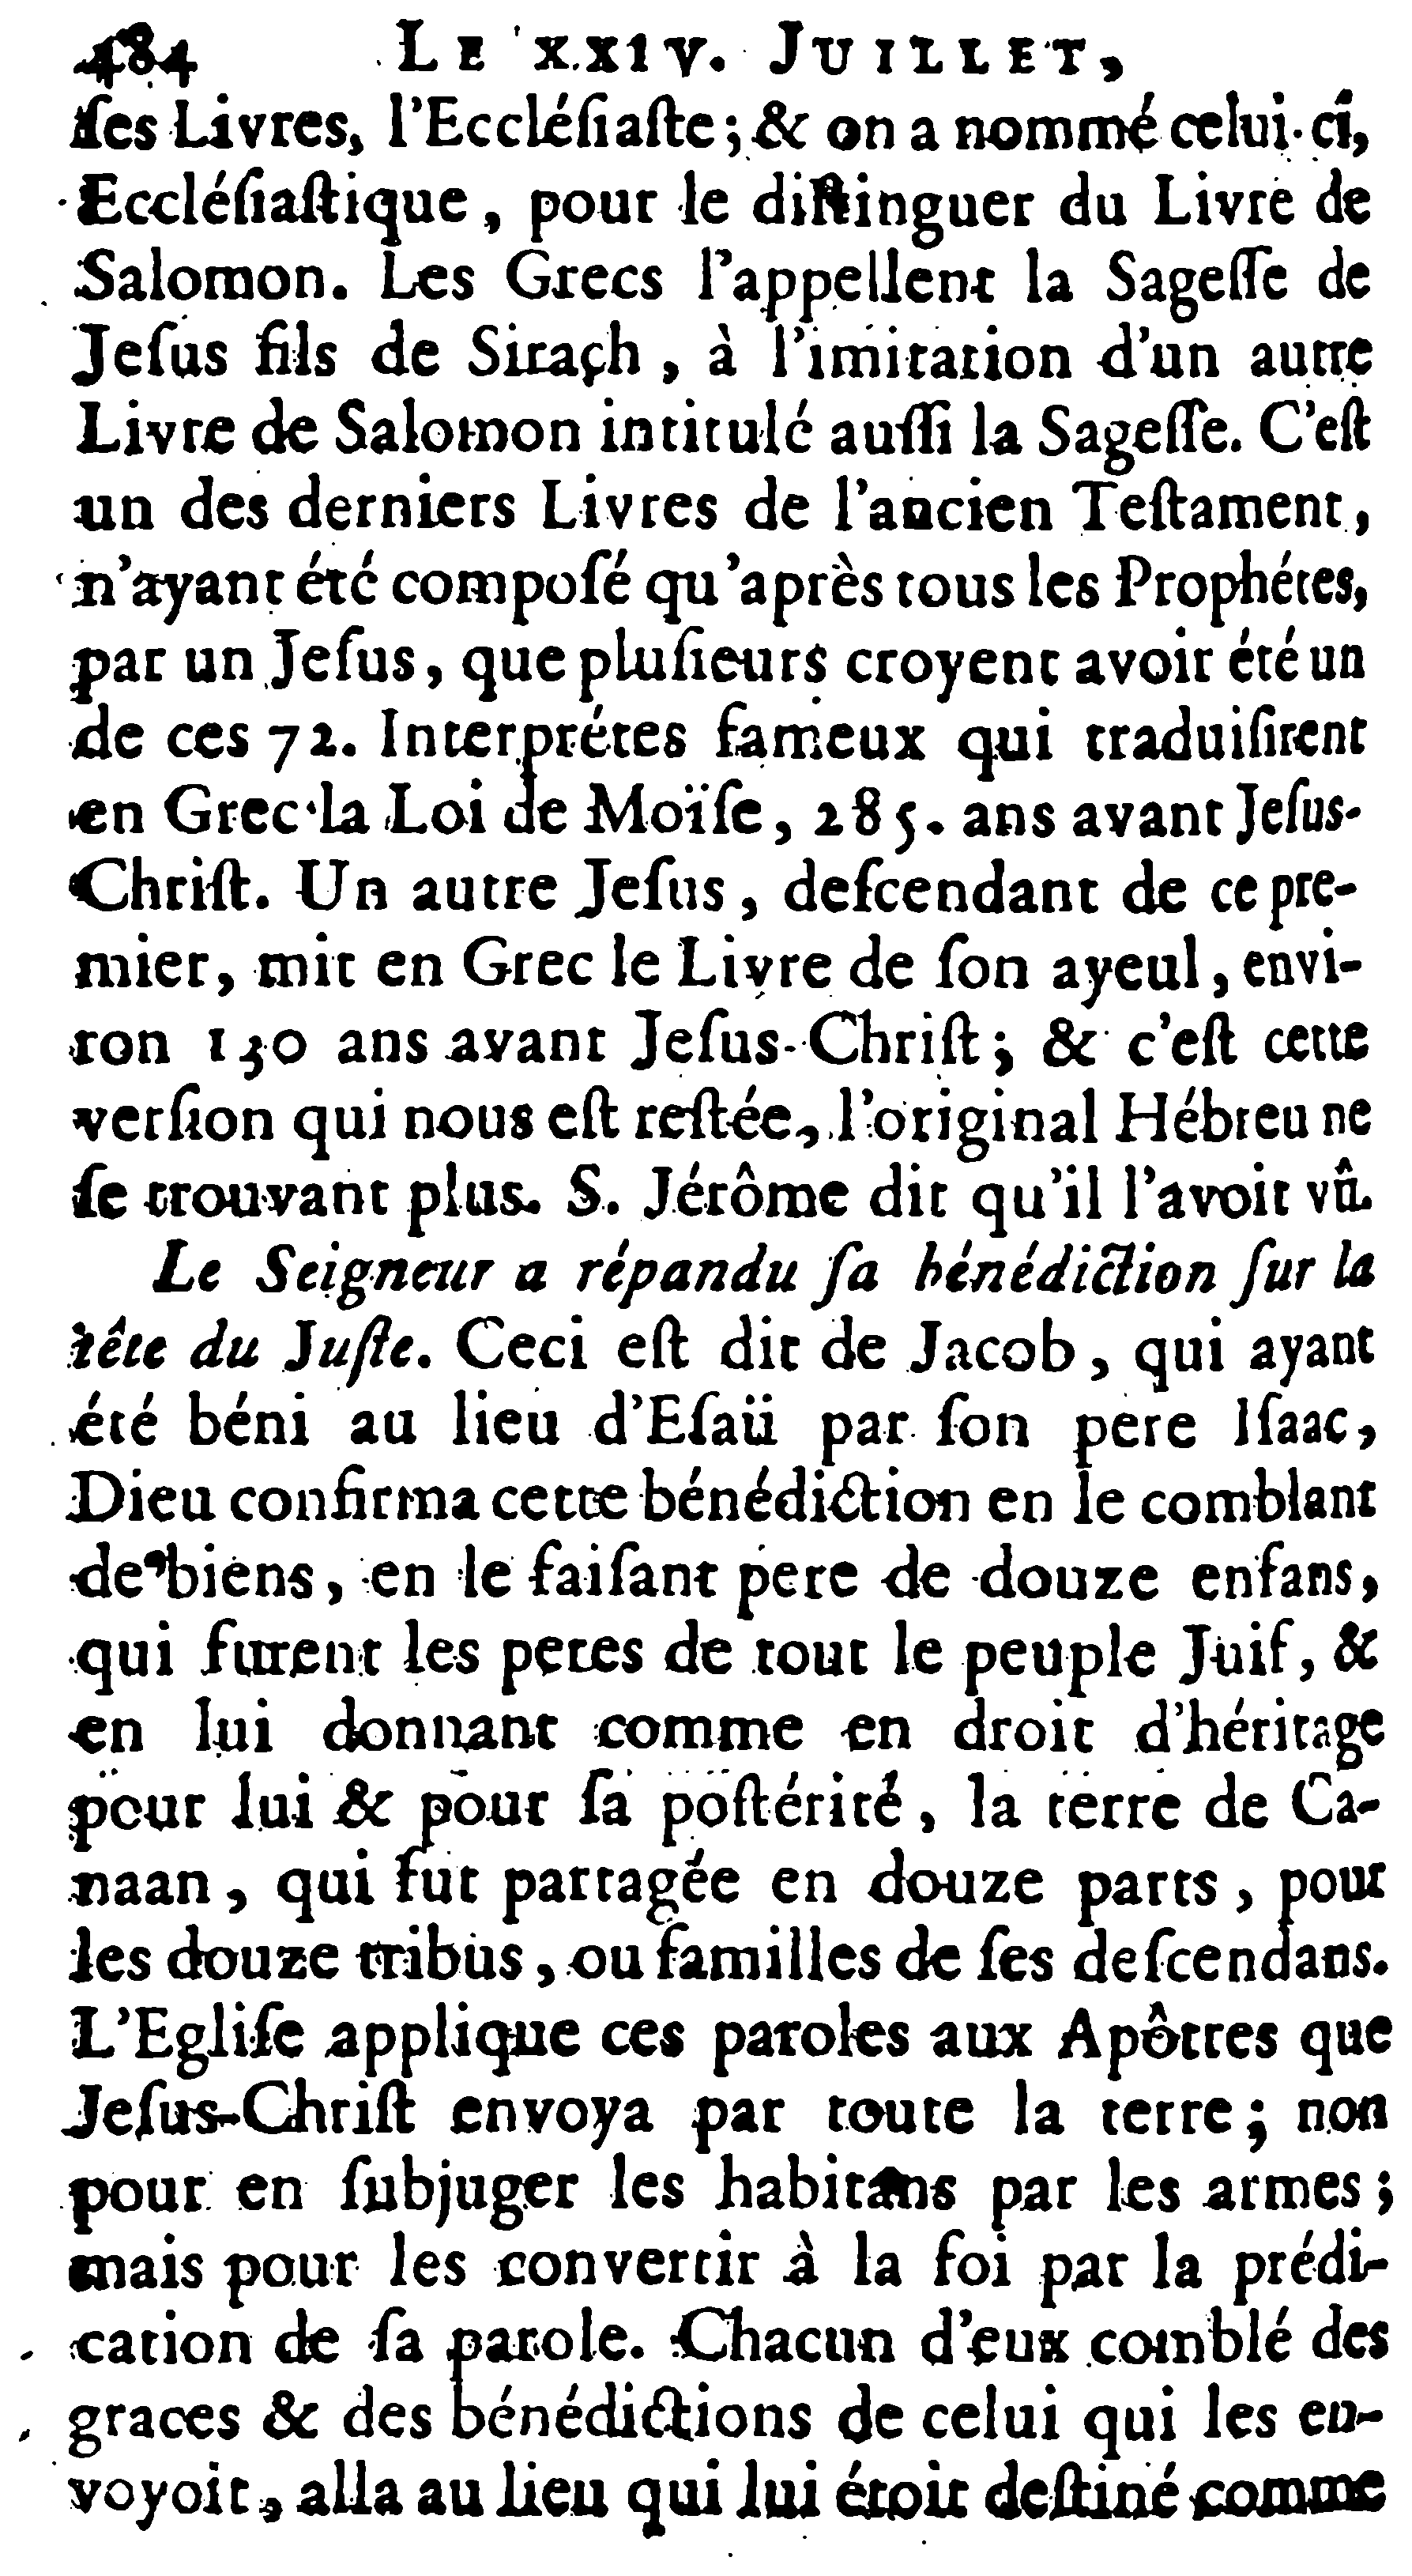 484 LE XXIV. JUILLET,
ſes Livres, l'Eccléſiaſte; & on a nommé celui-ci,
Eccléſiaſtique, pour le diſtinguer du Livre de
Salomon. Les Grecs l'appellent la Sageſſe de
Jeſus fils de Sirach, à l'imitation d'un autre
Livre de Salomon intitulé auſſi la Sageſſe. C'eſt
un des derniers Livres de l'ancien Teſtament,
n'ayant été compoſé qu'après tous les Prophétes,
par un Jeſus, que pluſieurs croyent avoir été un
de ces 72. Interprétes fameux qui traduiſirent
en Grec la Loi de Moïſe, 285. ans avant Jeſus-
Chriſt. Un autre Jeſus, deſcendant de ce pre-
mier, mit en Grec le Livre de ſon ayeul, envi-
ron 130 ans avant Jeſus-Chriſt; & c'eſt cette
verſion qui nous eſt reſtée, l'original Hébreu ne
ſe trouvant plus. S. Jérôme dit qu'il l'avoit vû.
Le Seigneur a répandu ſa bénédiction ſur la
tête du Juſte. Ceci eſt dit de Jacob, qui ayant
été béni au lieu d'Eſaü par ſon pere Iſaac,
Dieu confirma cette bénédiction en le comblant
de biens, en le faiſant pere de douze enfans,
qui furent les peres de tout le peuple Juif, &
en lui donnant comme en droit d'héritage
pour lui & pour ſa poſtérité, la terre de Ca-
naan, qui fut partagée en douze parts, pour
les douze tribus, ou familles de ſes deſcendans.
L'Egliſe applique ces paroles aux Apôtres que
Jeſus-Chriſt envoya par toute la terre; non
pour en ſubjuger les habitans par les armes;
mais pour les convertir à la foi par la prédi-
cation de ſa parole. Chacun d'eux comblé des
graces & des bénédictions de celui qui les en-
voyoit, alla au lieu qui lui étoit deſtiné comme